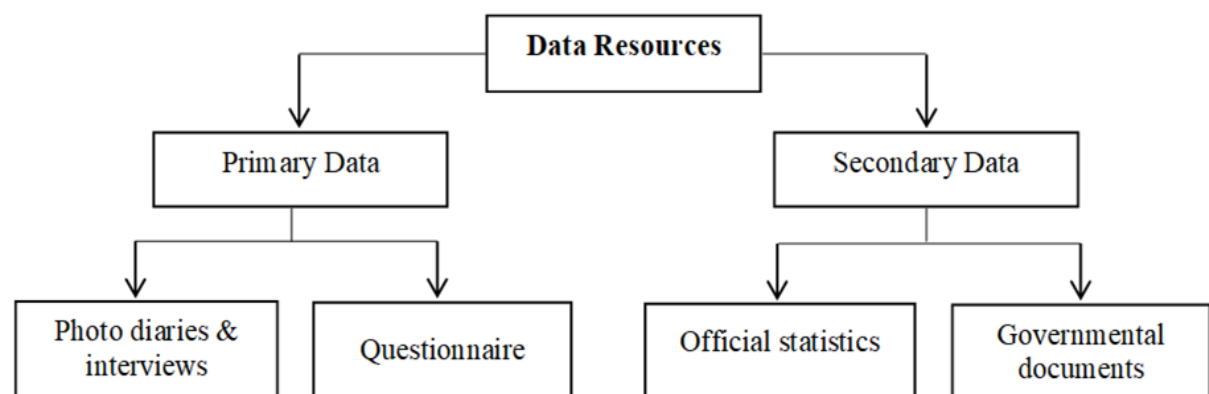 Data Resources
Primary Data
Secondary Data
Photo diaries &
interviews
Questionnaire
Official statistics
Governmental
documents